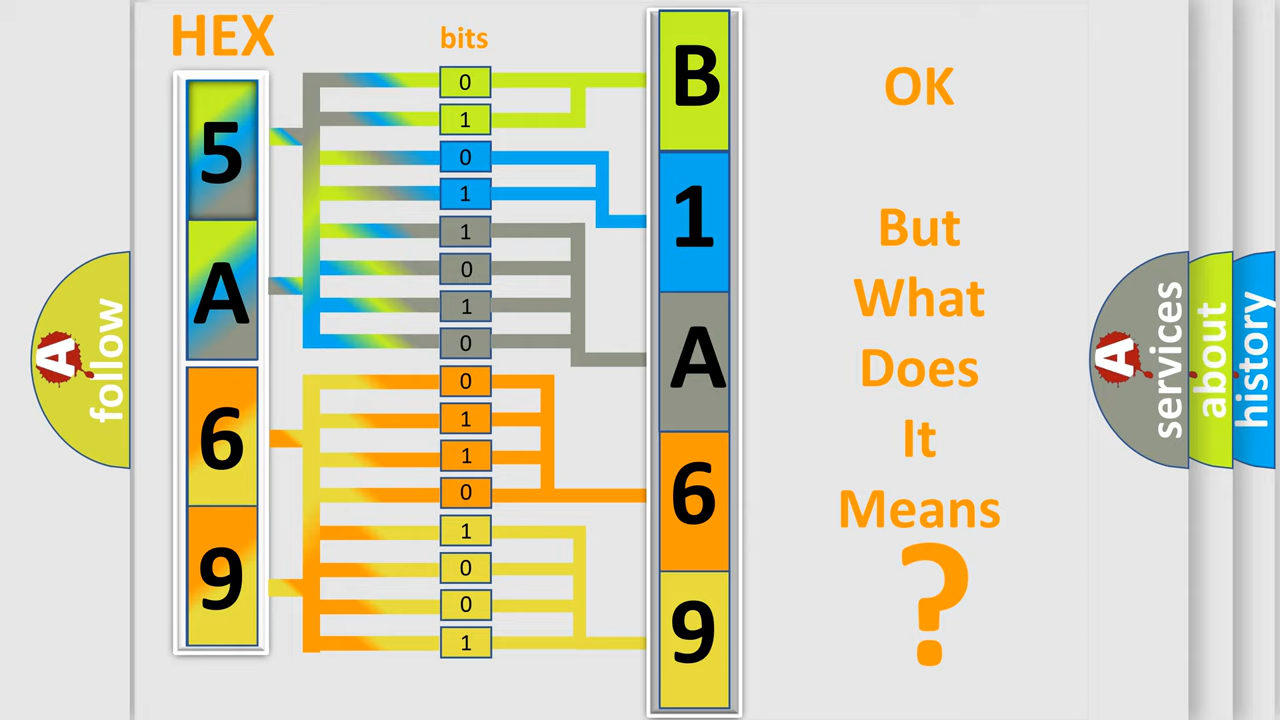 HEX
bits
5
A
6
9
0
1
0
1
1
0
1
0
0
1
1
0
1
0
0
1
B
1
A
6
9
OK
But
What
Does
It
Means
?
A
follow
A
services
about
history